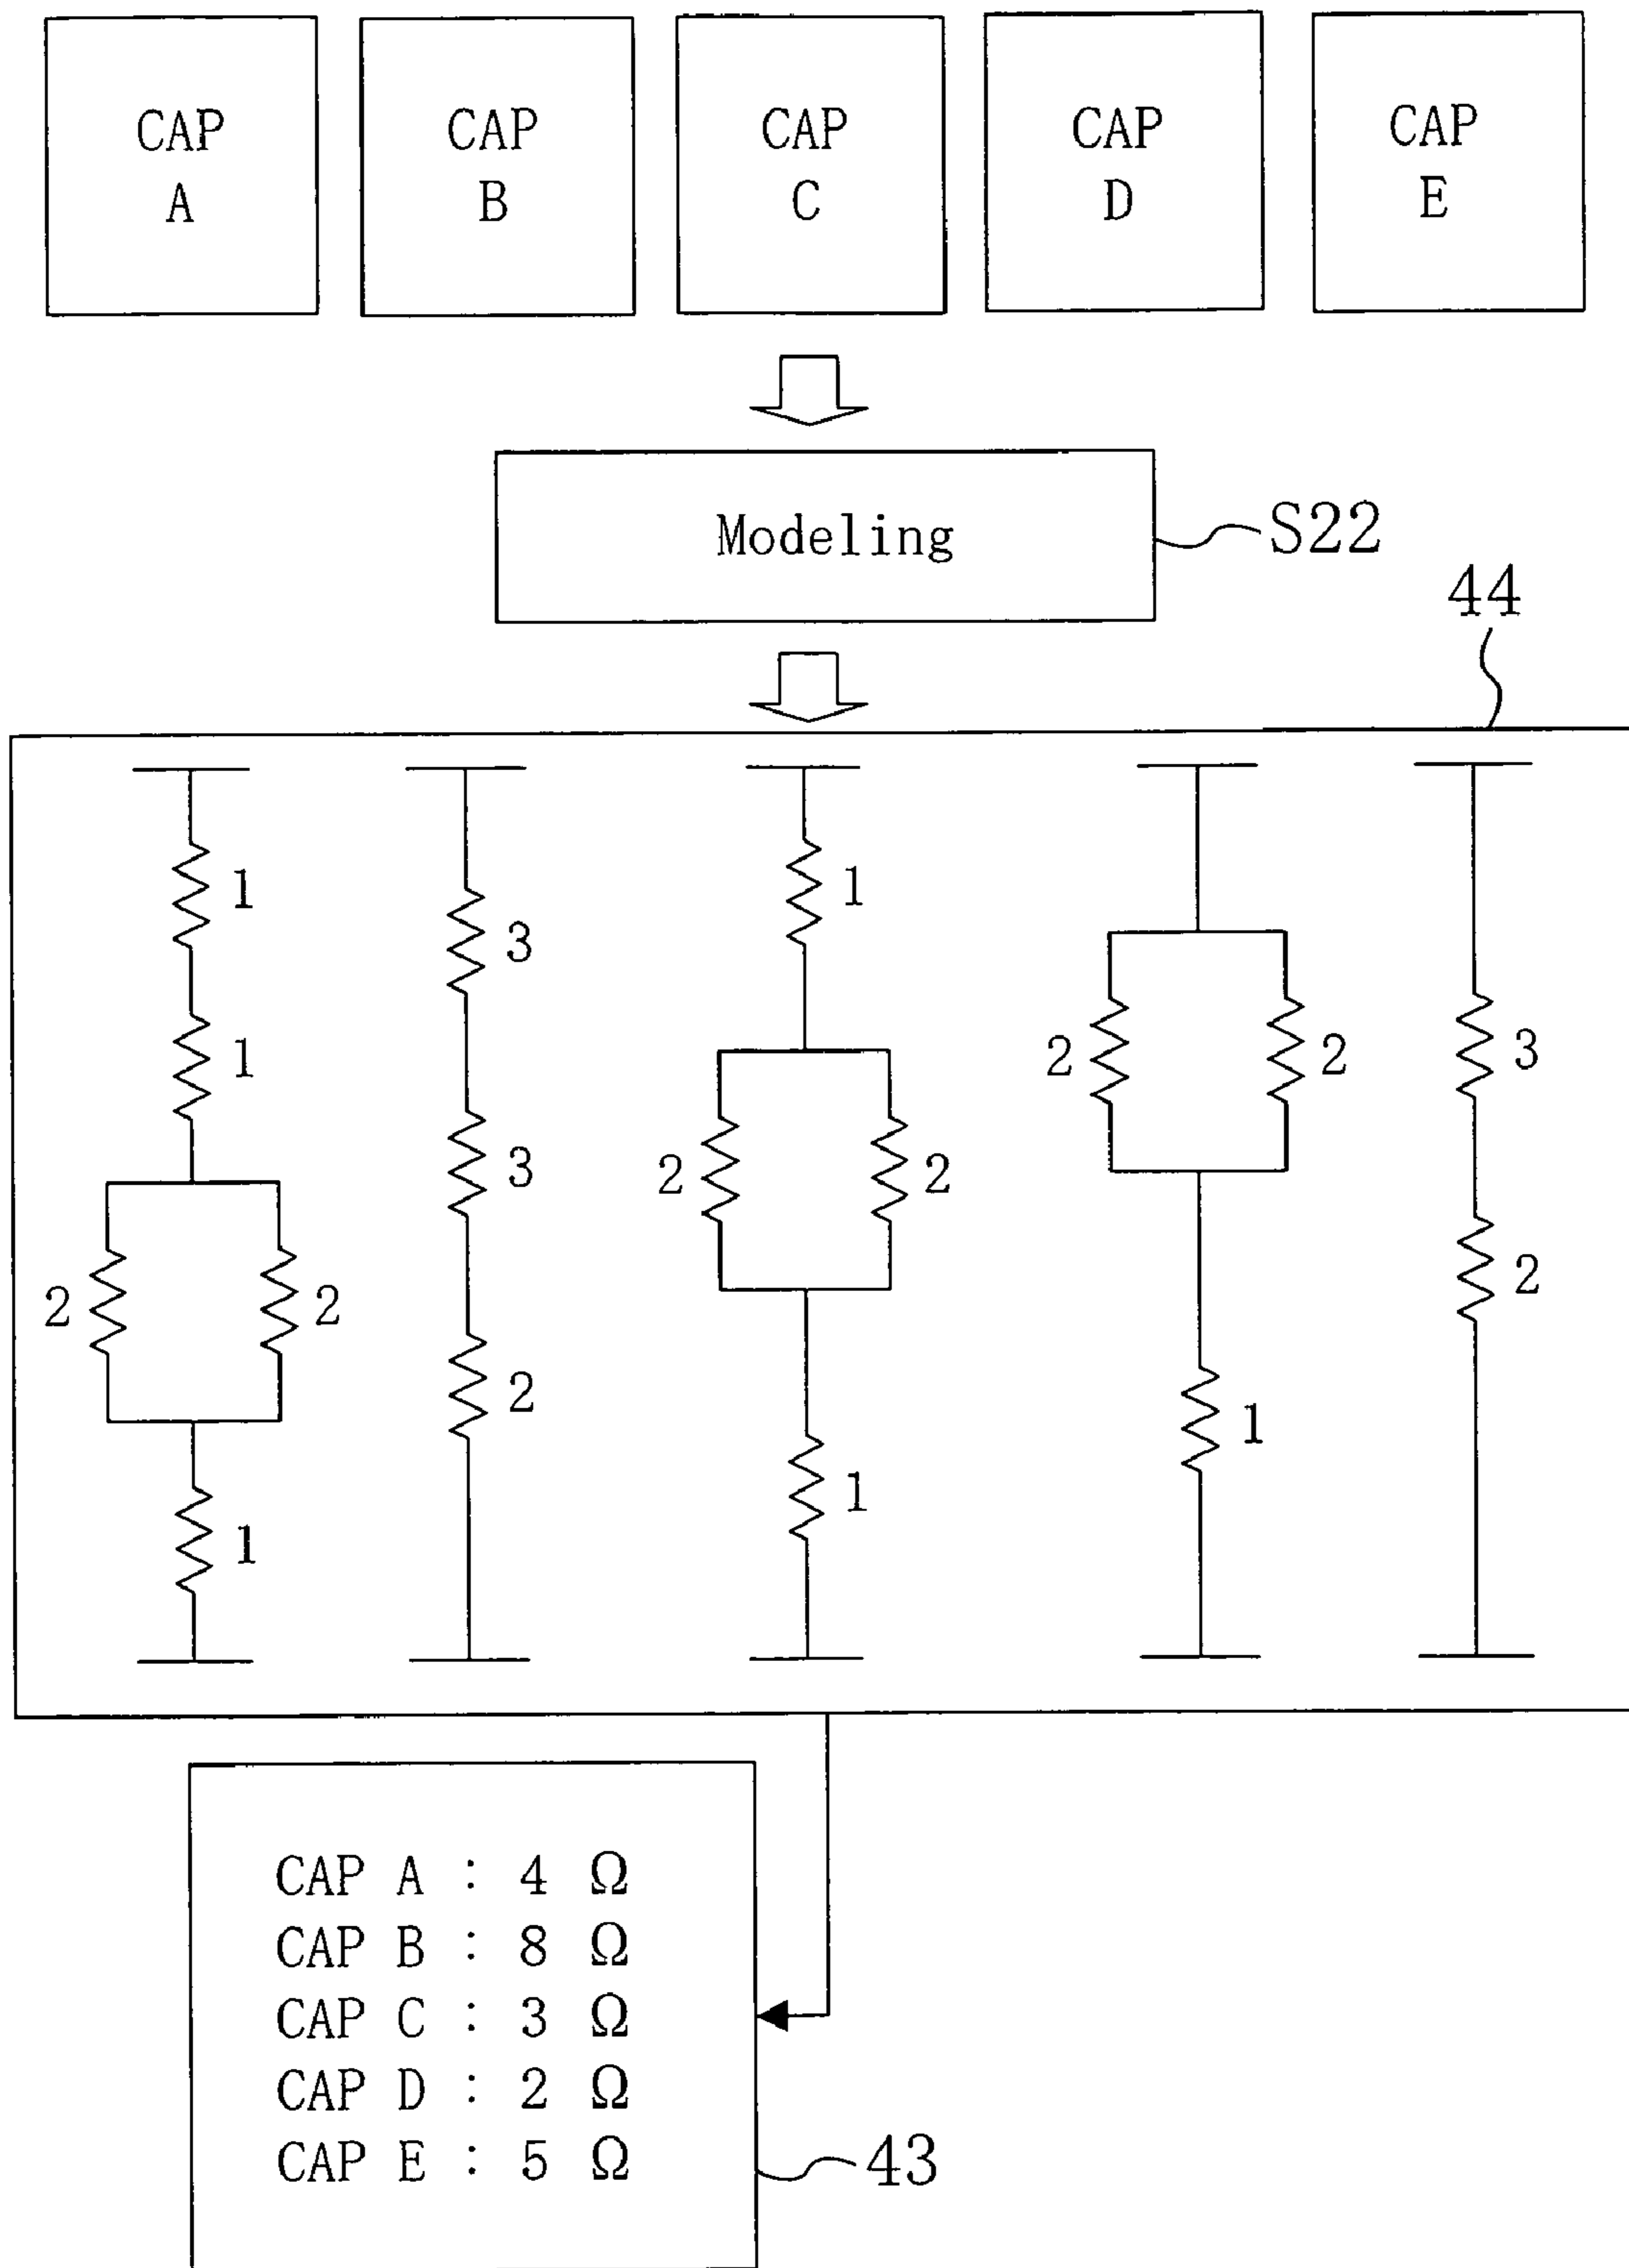 CAP
A
CAP
B
CAP
C
CAP
D
CAP
E
Modeling
S22
44
1
1
2
2
1
3
3
2
1
2
2
1
2
2
1
3
2
CAP A : 4 Ω
CAP B : 8 Ω
CAP C : 3 Ω
CAP D : 2 Ω
CAP E : 5 Ω
43